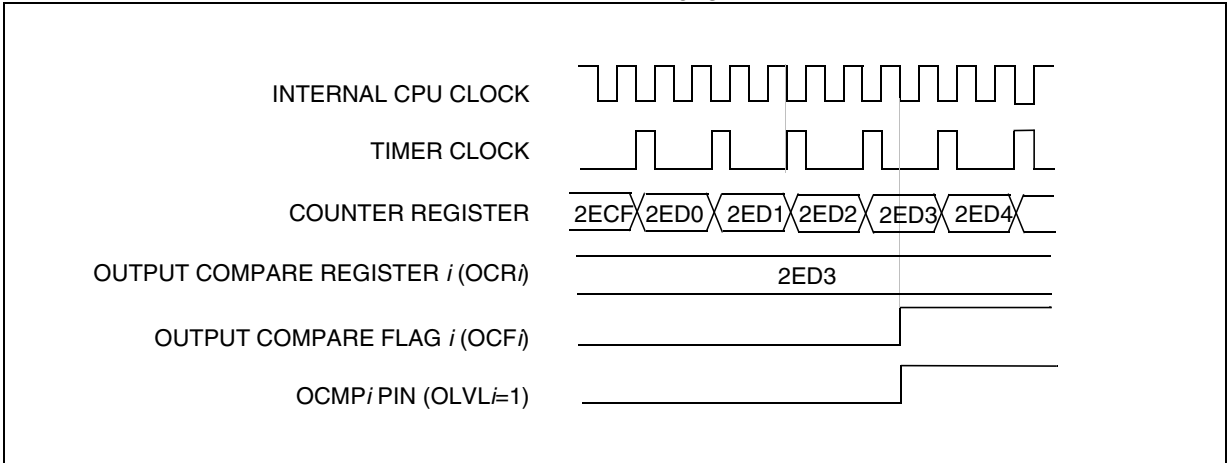 INTERNAL CPU CLOCK
TIMER CLOCK
COUNTER REGISTER 2ECF 2ED0 2ED1 2ED2 2ED3 2ED4
OUTPUT COMPARE REGISTER i (OCRi) 2ED3
OUTPUT COMPARE FLAG i (OCFi)
OCMPi PIN (OLVLi=1)